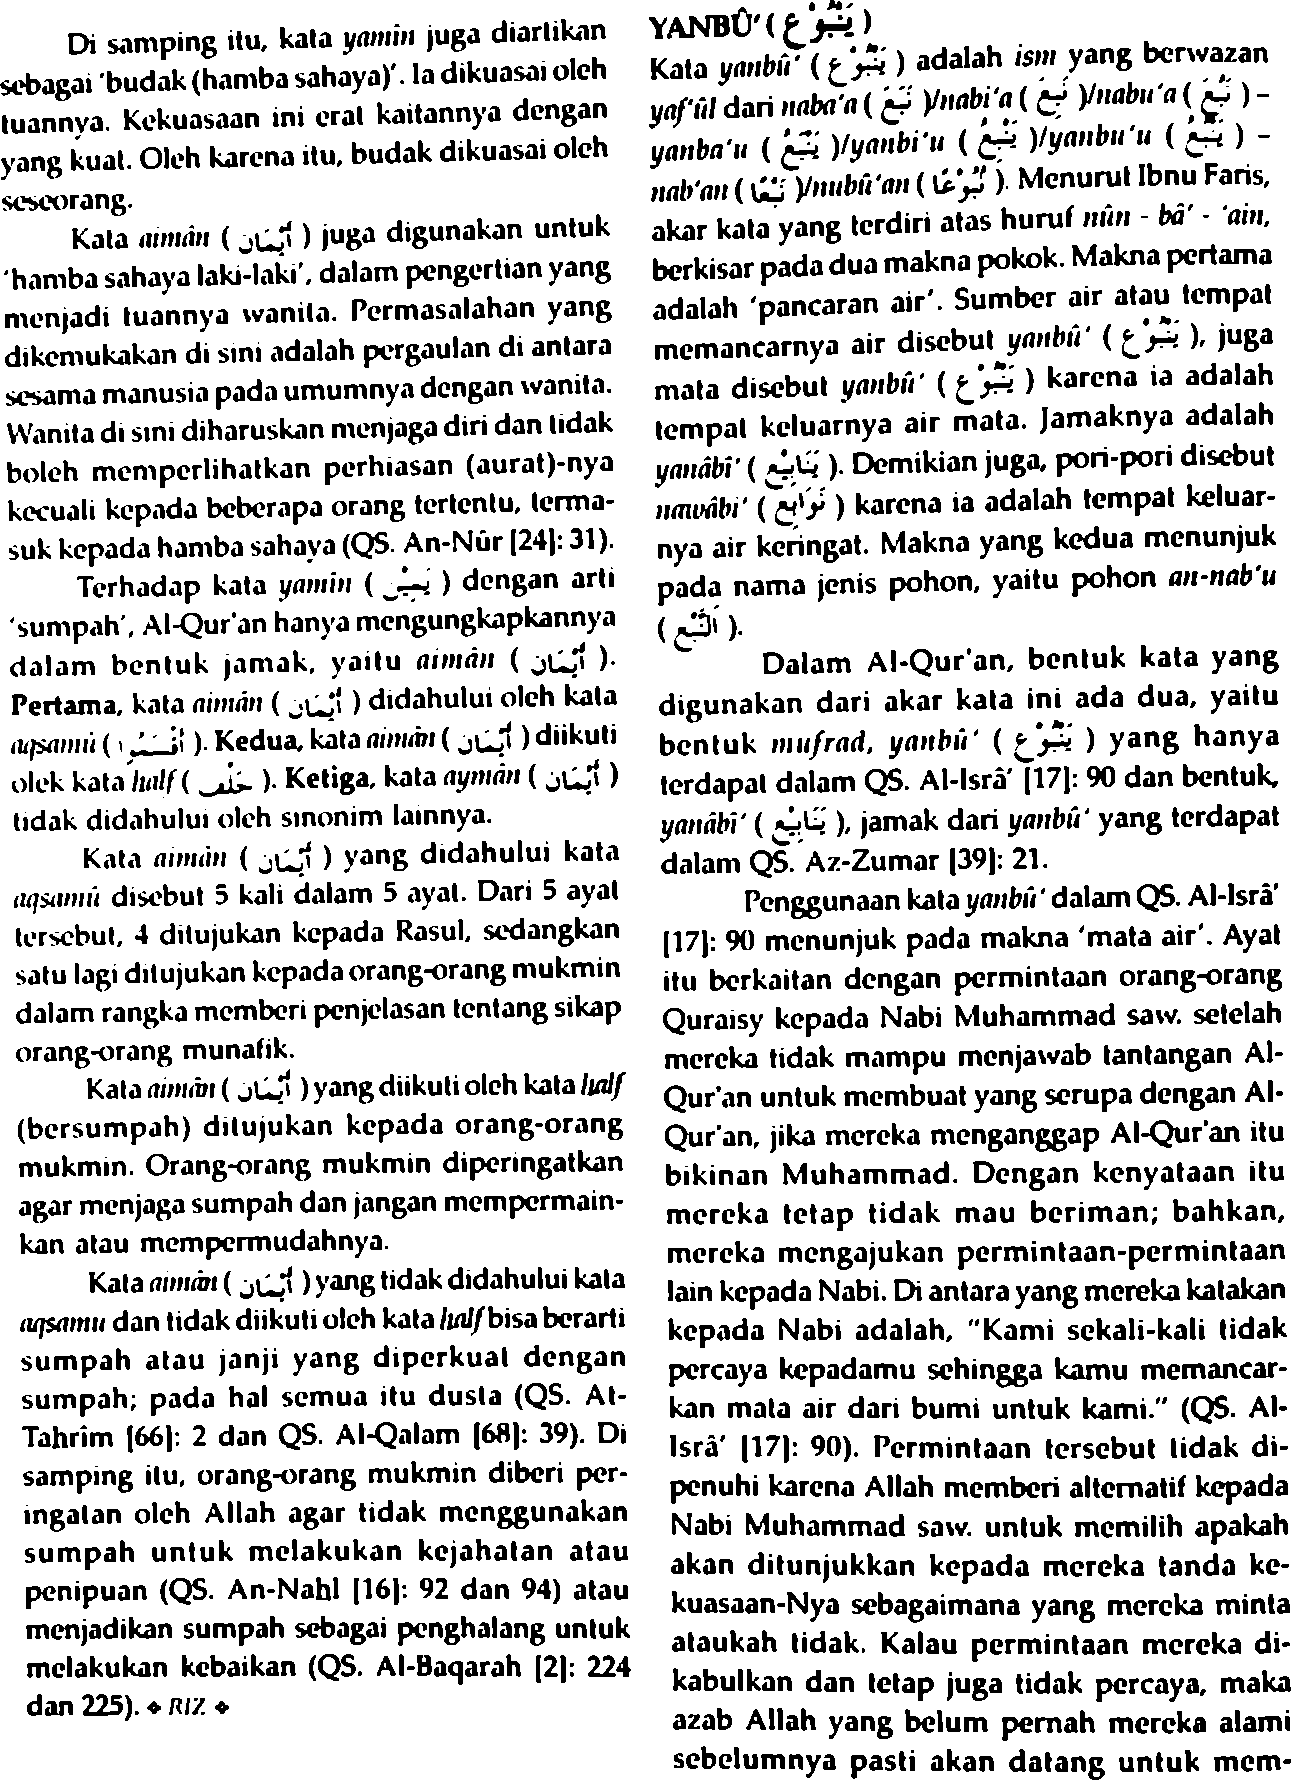 Di samping itu, kata yamîn juga diartikan
sebagai 'budak (hamba sahaya)'. Ia dikuasai oleh
tuannya. Kekuasaan ini erat kaitannya dengan
yang kuat. Oleh karena itu, budak dikuasai oleh
seseorang.
Kata aimân ( أَيْمَان ) juga digunakan untuk
'hamba sahaya laki-laki', dalam pengertian yang
menjadi tuannya wanita. Permasalahan yang
dikemukakan di sini adalah pergaulan di antara
sesama manusia pada umumnya dengan wanita.
Wanita di sini diharuskan menjaga diri dan tidak
boleh memperlihatkan perhiasan (aurat)-nya
kecuali kepada beberapa orang tertentu, terma-
suk kepada hamba sahaya (QS. An-Nûr [24]: 31).
Terhadap kata yamîn ( يَمِيْن ) dengan arti
'sumpah', Al-Qur'an hanya mengungkapkannya
dalam bentuk jamak, yaitu aimân ( أَيْمَان ).
Pertama, kata aimân ( أَيْمَان ) didahului oleh kata
aqsamû ( أَقْسَمُوا ). Kedua, kata aimân ( أَيْمَان ) diikuti
olek kata half ( حَلْف ). Ketiga, kata aymân ( أَيْمَان )
tidak didahului oleh sinonim lainnya.
Kata aimân ( أَيْمَان ) yang didahului kata
aqsamû disebut 5 kali dalam 5 ayat. Dari 5 ayat
tersebut, 4 ditujukan kepada Rasul, sedangkan
satu lagi ditujukan kepada orang-orang mukmin
dalam rangka memberi penjelasan tentang sikap
orang-orang munafik.
Kata aimân ( أَيْمَان ) yang diikuti oleh kata half
(bersumpah) ditujukan kepada orang-orang
mukmin. Orang-orang mukmin diperingatkan
agar menjaga sumpah dan jangan mempermain-
kan atau mempermudahnya.
Kata aimân ( أَيْمَان ) yang tidak didahului kata
aqsamu dan tidak diikuti oleh kata half bisa berarti
sumpah atau janji yang diperkuat dengan
sumpah; pada hal semua itu dusta (QS. At-
Tahrîm [66]: 2 dan QS. Al-Qalam [68]: 39). Di
samping itu, orang-orang mukmin diberi per-
ingatan oleh Allah agar tidak menggunakan
sumpah untuk melakukan kejahatan atau
penipuan (QS. An-Nahl [16]: 92 dan 94) atau
menjadikan sumpah sebagai penghalang untuk
melakukan kebaikan (QS. Al-Baqarah [2]: 224
dan 225). ❖ RIZ ❖
YANBÛ' ( يَنْبُوْع )
Kata yanbû' ( يَنْبُوْع ) adalah ism yang berwazan
yaf'ûl dari naba'a ( نَبَعَ )/nabi'a ( نَبِعَ )/nabu'a ( نَبُعَ ) –
yanba'u ( يَنْبَعُ )/yanbi'u ( يَنْبِعُ )/yanbu'u ( يَنْبُعُ ) –
nab'an ( نَبْعًا )/nubû'an ( نُبُوْعًا ). Menurut Ibnu Faris,
akar kata yang terdiri atas huruf nûn - bâ' - 'ain,
berkisar pada dua makna pokok. Makna pertama
adalah 'pancaran air'. Sumber air atau tempat
memancarnya air disebut yanbû' ( يَنْبُوْع ), juga
mata disebut yanbû' ( يَنْبُوْع ) karena ia adalah
tempat keluarnya air mata. Jamaknya adalah
yanâbî' ( يَنَابِيْع ). Demikian juga, pori-pori disebut
nawâbi' ( نَوَابِع ) karena ia adalah tempat keluar-
nya air keringat. Makna yang kedua menunjuk
pada nama jenis pohon, yaitu pohon an-nab'u
( اَلنَّبْع ).
Dalam Al-Qur'an, bentuk kata yang
digunakan dari akar kata ini ada dua, yaitu
bentuk mufrad, yanbû' ( يَنْبُوْع ) yang hanya
terdapat dalam QS. Al-Isrâ' [17]: 90 dan bentuk,
yanâbî' ( يَنَابِيْع ), jamak dari yanbû' yang terdapat
dalam QS. Az-Zumar [39]: 21.
Penggunaan kata yanbû' dalam QS. Al-Isrâ'
[17]: 90 menunjuk pada makna 'mata air'. Ayat
itu berkaitan dengan permintaan orang-orang
Quraisy kepada Nabi Muhammad saw. setelah
mereka tidak mampu menjawab tantangan Al-
Qur'an untuk membuat yang serupa dengan Al-
Qur'an, jika mereka menganggap Al-Qur'an itu
bikinan Muhammad. Dengan kenyataan itu
mereka tetap tidak mau beriman; bahkan,
mereka mengajukan permintaan-permintaan
lain kepada Nabi. Di antara yang mereka katakan
kepada Nabi adalah, "Kami sekali-kali tidak
percaya kepadamu sehingga kamu memancar-
kan mata air dari bumi untuk kami." (QS. Al-
Isrâ' [17]: 90). Permintaan tersebut tidak di-
penuhi karena Allah memberi alternatif kepada
Nabi Muhammad saw. untuk memilih apakah
akan ditunjukkan kepada mereka tanda ke-
kuasaan-Nya sebagaimana yang mereka minta
ataukah tidak. Kalau permintaan mereka di-
kabulkan dan tetap juga tidak percaya, maka
azab Allah yang belum pernah mereka alami
sebelumnya pasti akan datang untuk mem-